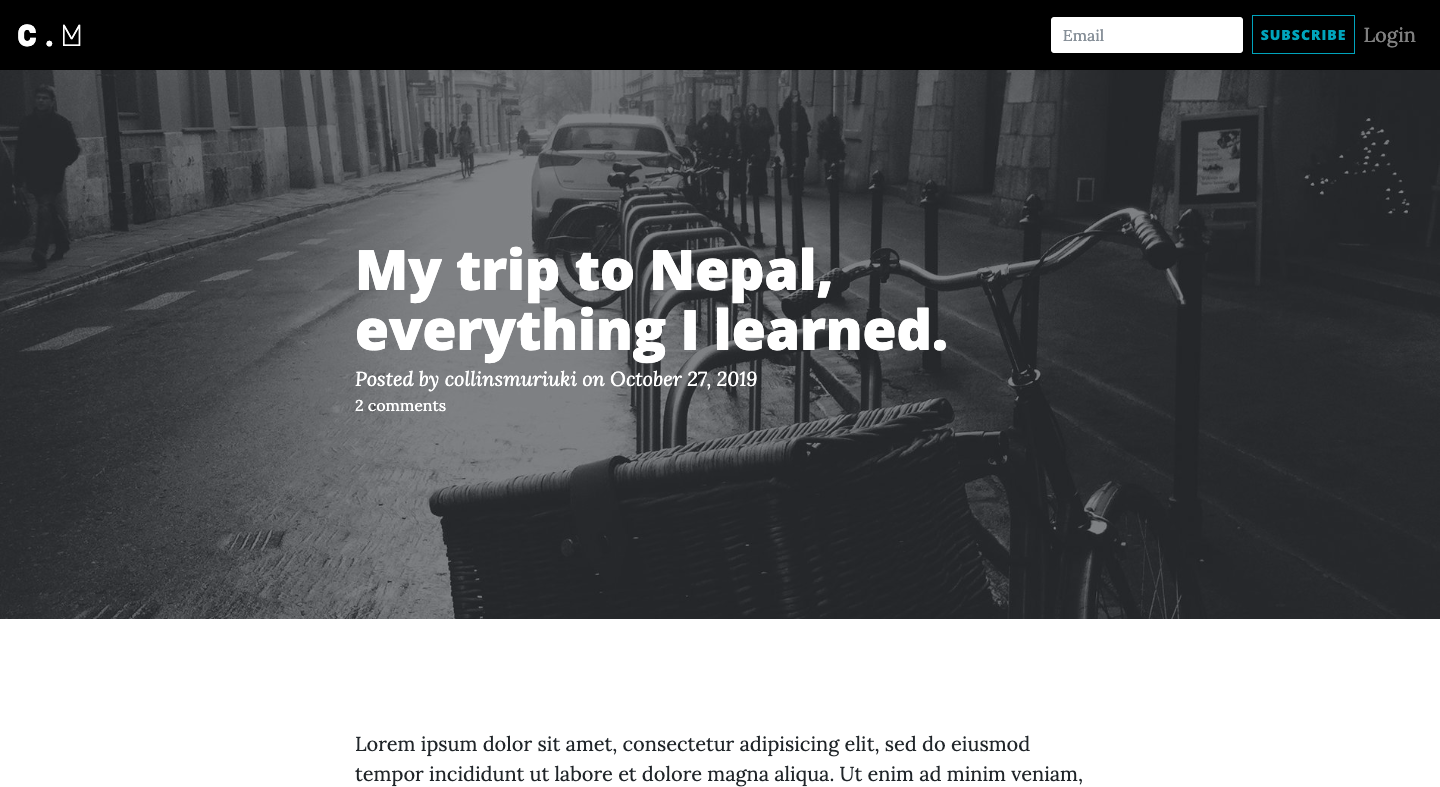 C.M
Email
SUBSCRIBE
Login
My trip to Nepal,
everything I learned.
Posted by collinsmuriuki on October 27, 2019
2 comments
Lorem ipsum dolor sit amet, consectetur adipisicing elit, sed do eiusmod
tempor incididunt ut labore et dolore magna aliqua. Ut enim ad minim veniam,